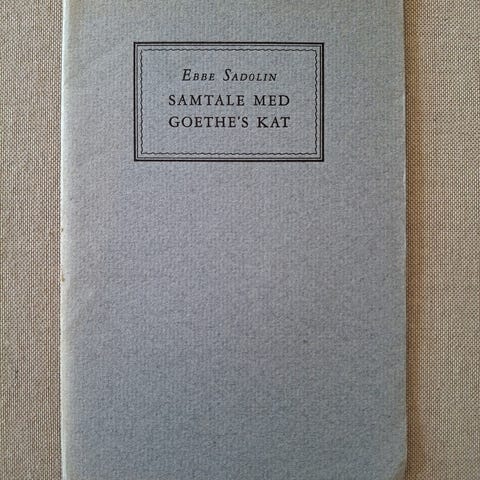 Ebbe Sadolin
SAMTALE MED
GOETHE'S KAT